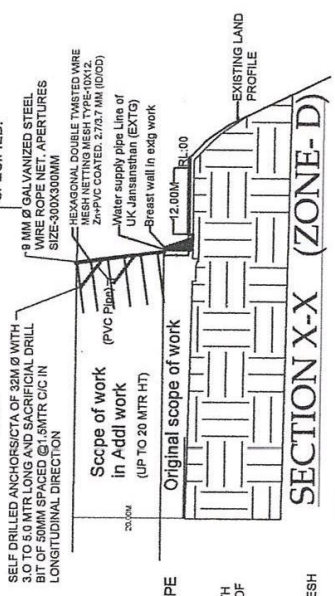 SELF DRILLED ANCHORS/CTA OF 32M Ø WITH
3.O TO 5.0 MTR LONG AND SACRIFICIAL DRILL
BIT OF 50MM SPACED @1.5MTR C/C IN
LONGITUDINAL DIRECTION
8 MM Ø GALVANIZED STEEL
WIRE ROPE NET. APERTURES
SIZE-300X300MM
HEXAGONAL DOUBLE TWISTED WIRE
MESH NETTING MESH TYPE-10X12.
Zn+PVC COATED. 2.7/3.7 MM (ID/OD)
Water supply pipe Line of
UK Jansansthan (EXTG)
Breast wall in extg work
12.00M
RL:00
EXISTING LAND
PROFILE
20.00M
Sccpe of work
in Addl work
(UP TO 20 MTR HT)
(PVC Pipe)
Original scope of work
SECTION X-X (ZONE- D)
PE
TH
OF
ESH